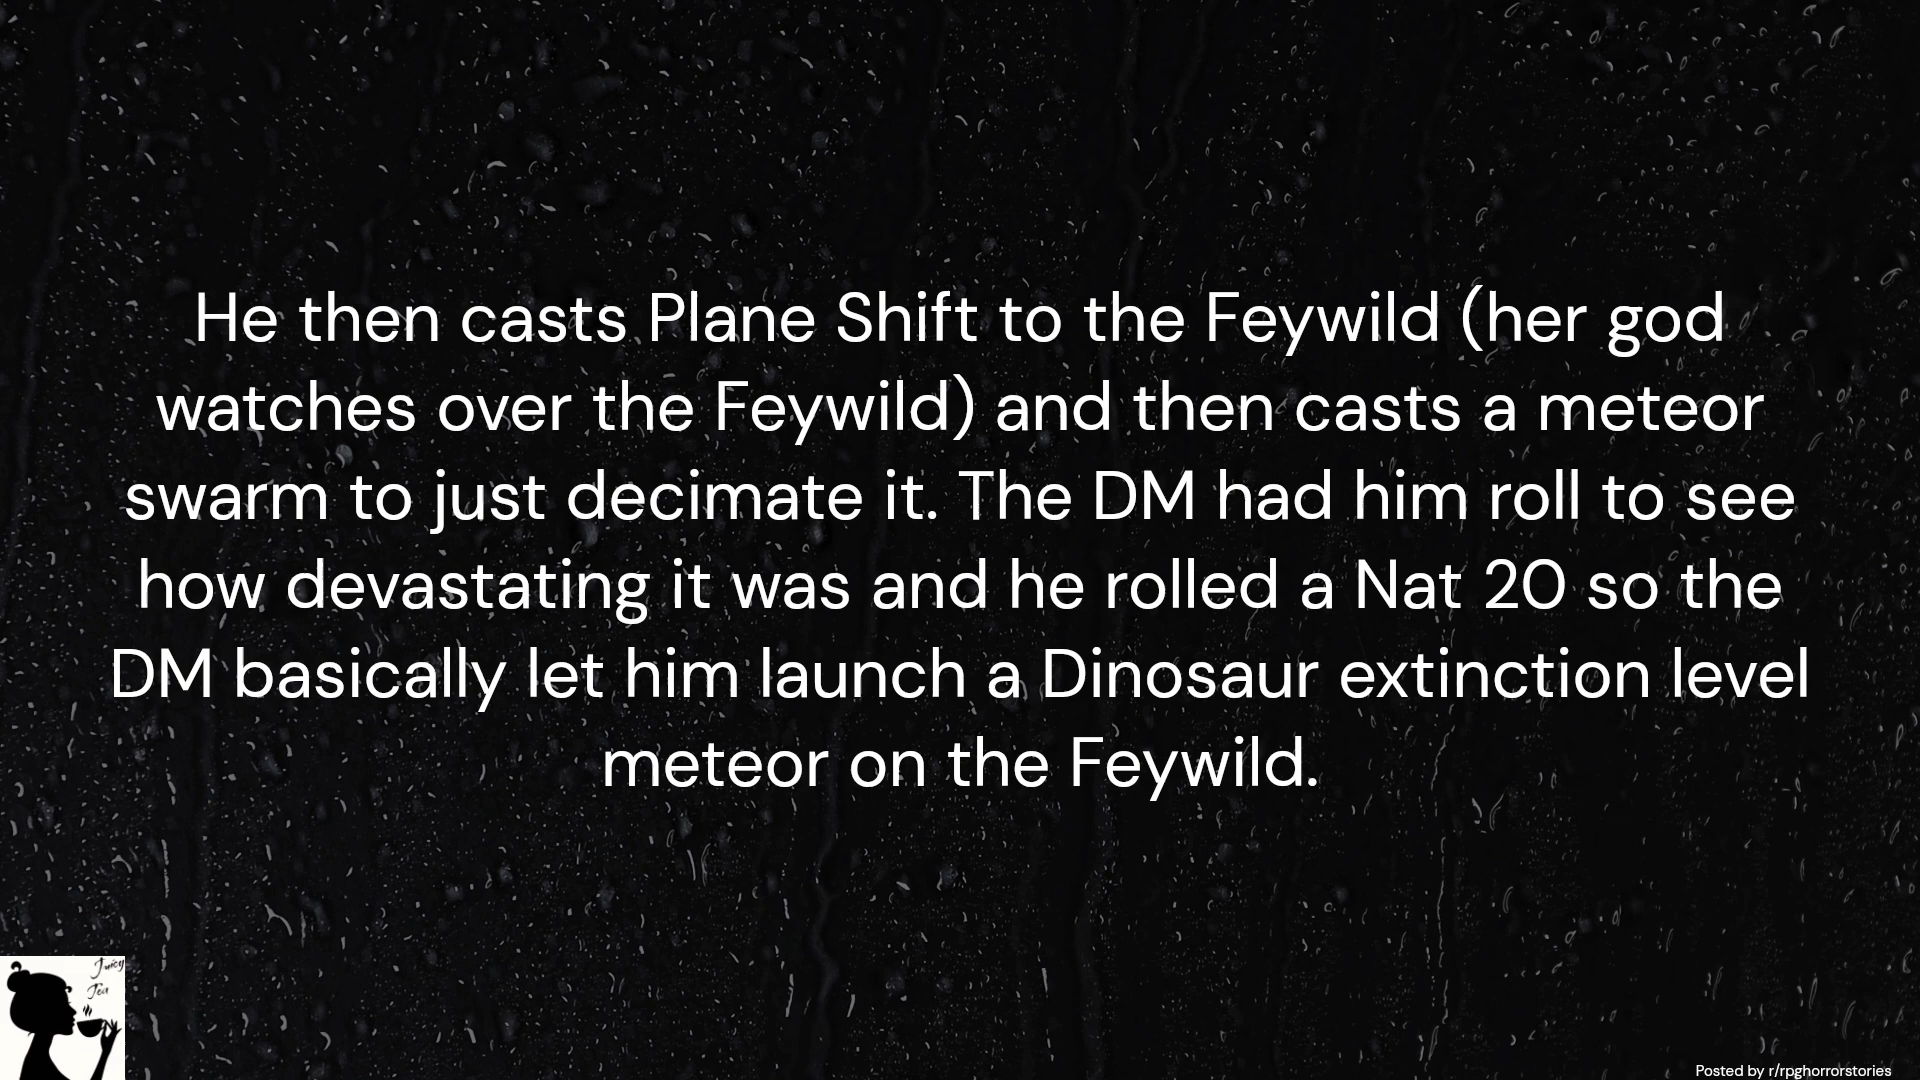 He then casts Plane Shift to the Feywild (her god
watches over the Feywild) and then casts a meteor
swarm to just decimate it. The DM had him roll to see
how devastating it was and he rolled a Nat 20 so the
DM basically let him launch a Dinosaur extinction level
meteor on the Feywild.
Juicy
Tea
Posted by r/rpghorrorstories